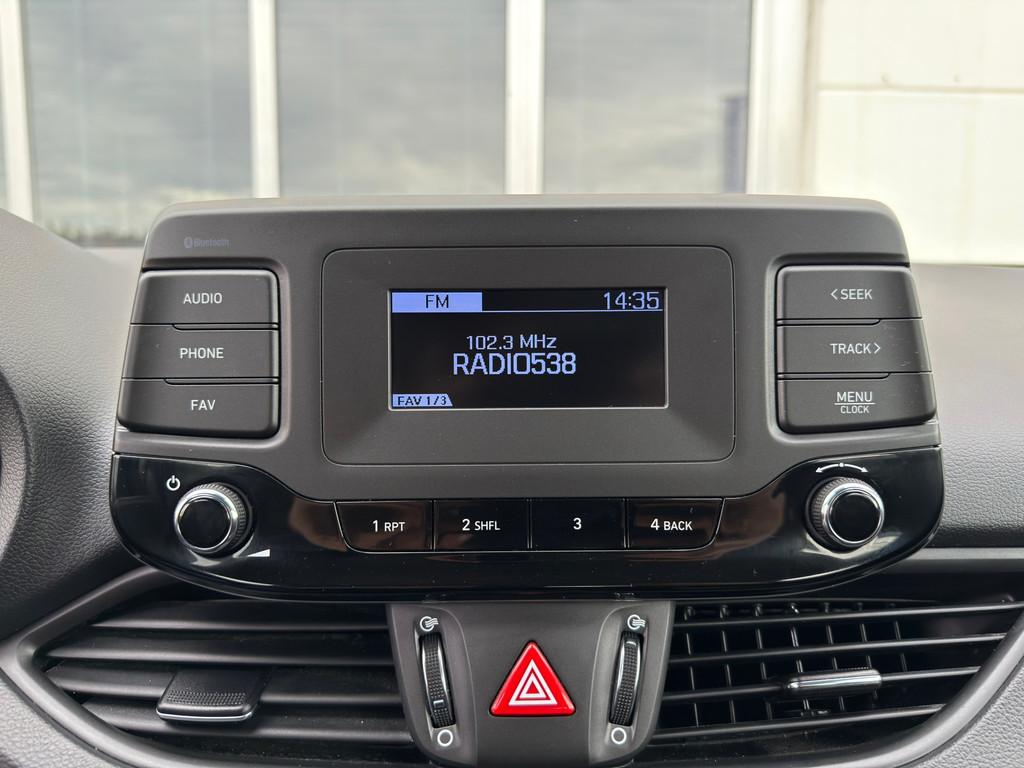 Bluetooth
AUDIO
PHONE
FAV
FM 14:35
102.3 MHz
RADIO538
FAV 1/3
<SEEK
TRACK>
MENU
CLOCK
1 RPT
2 SHFL
3
4 BACK